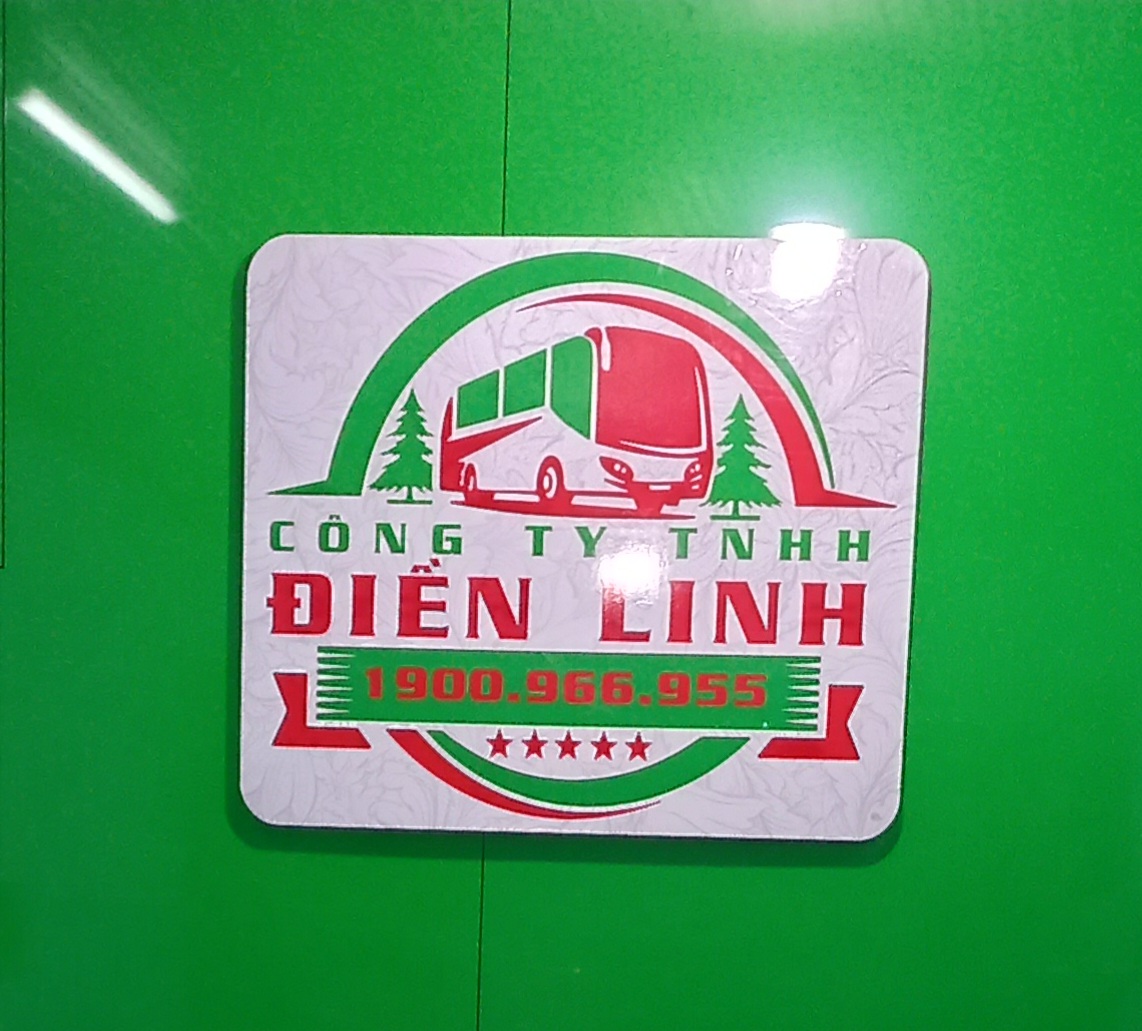 CÔNG TY TNHH
ĐIỀN LINH
1900.966.955